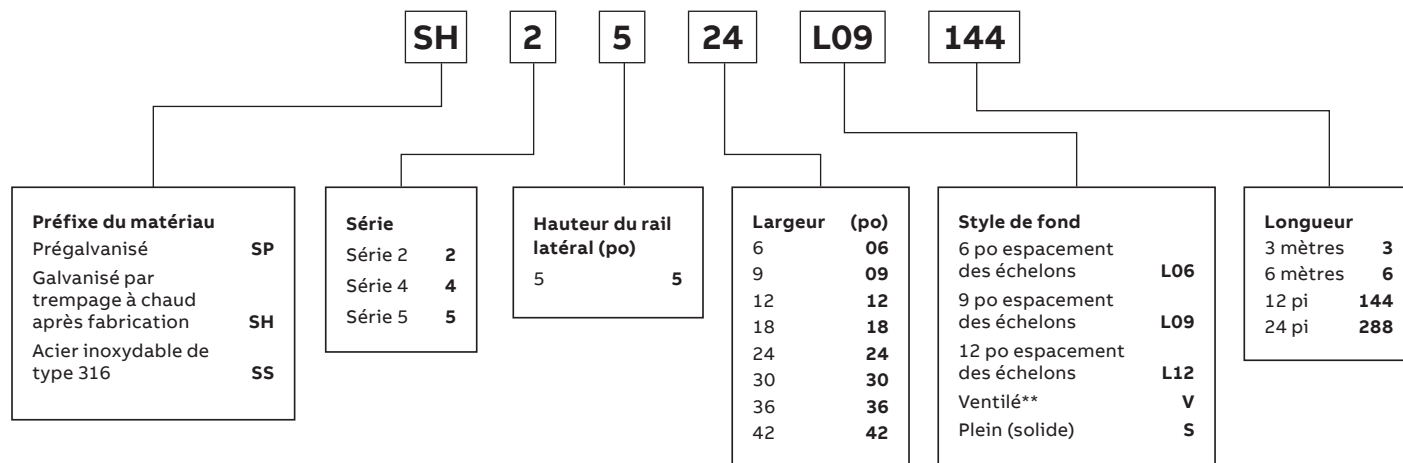 SH 2 5 24 L09 144
Préfixe du matériau
Prégalvanisé SP
Galvanisé par
trempage à chaud
après fabrication SH
Acier inoxydable de
type 316 SS
Série
Série 2 2
Série 4 4
Série 5 5
Hauteur du rail
latéral (po)
5 5
Largeur (po)
6 06
9 09
12 12
18 18
24 24
30 30
36 36
42 42
Style de fond
6 po espacement
des échelons L06
9 po espacement
des échelons L09
12 po espacement
des échelons L12
Ventilé** V
Plein (solide) S
Longueur
3 mètres 3
6 mètres 6
12 pi 144
24 pi 288